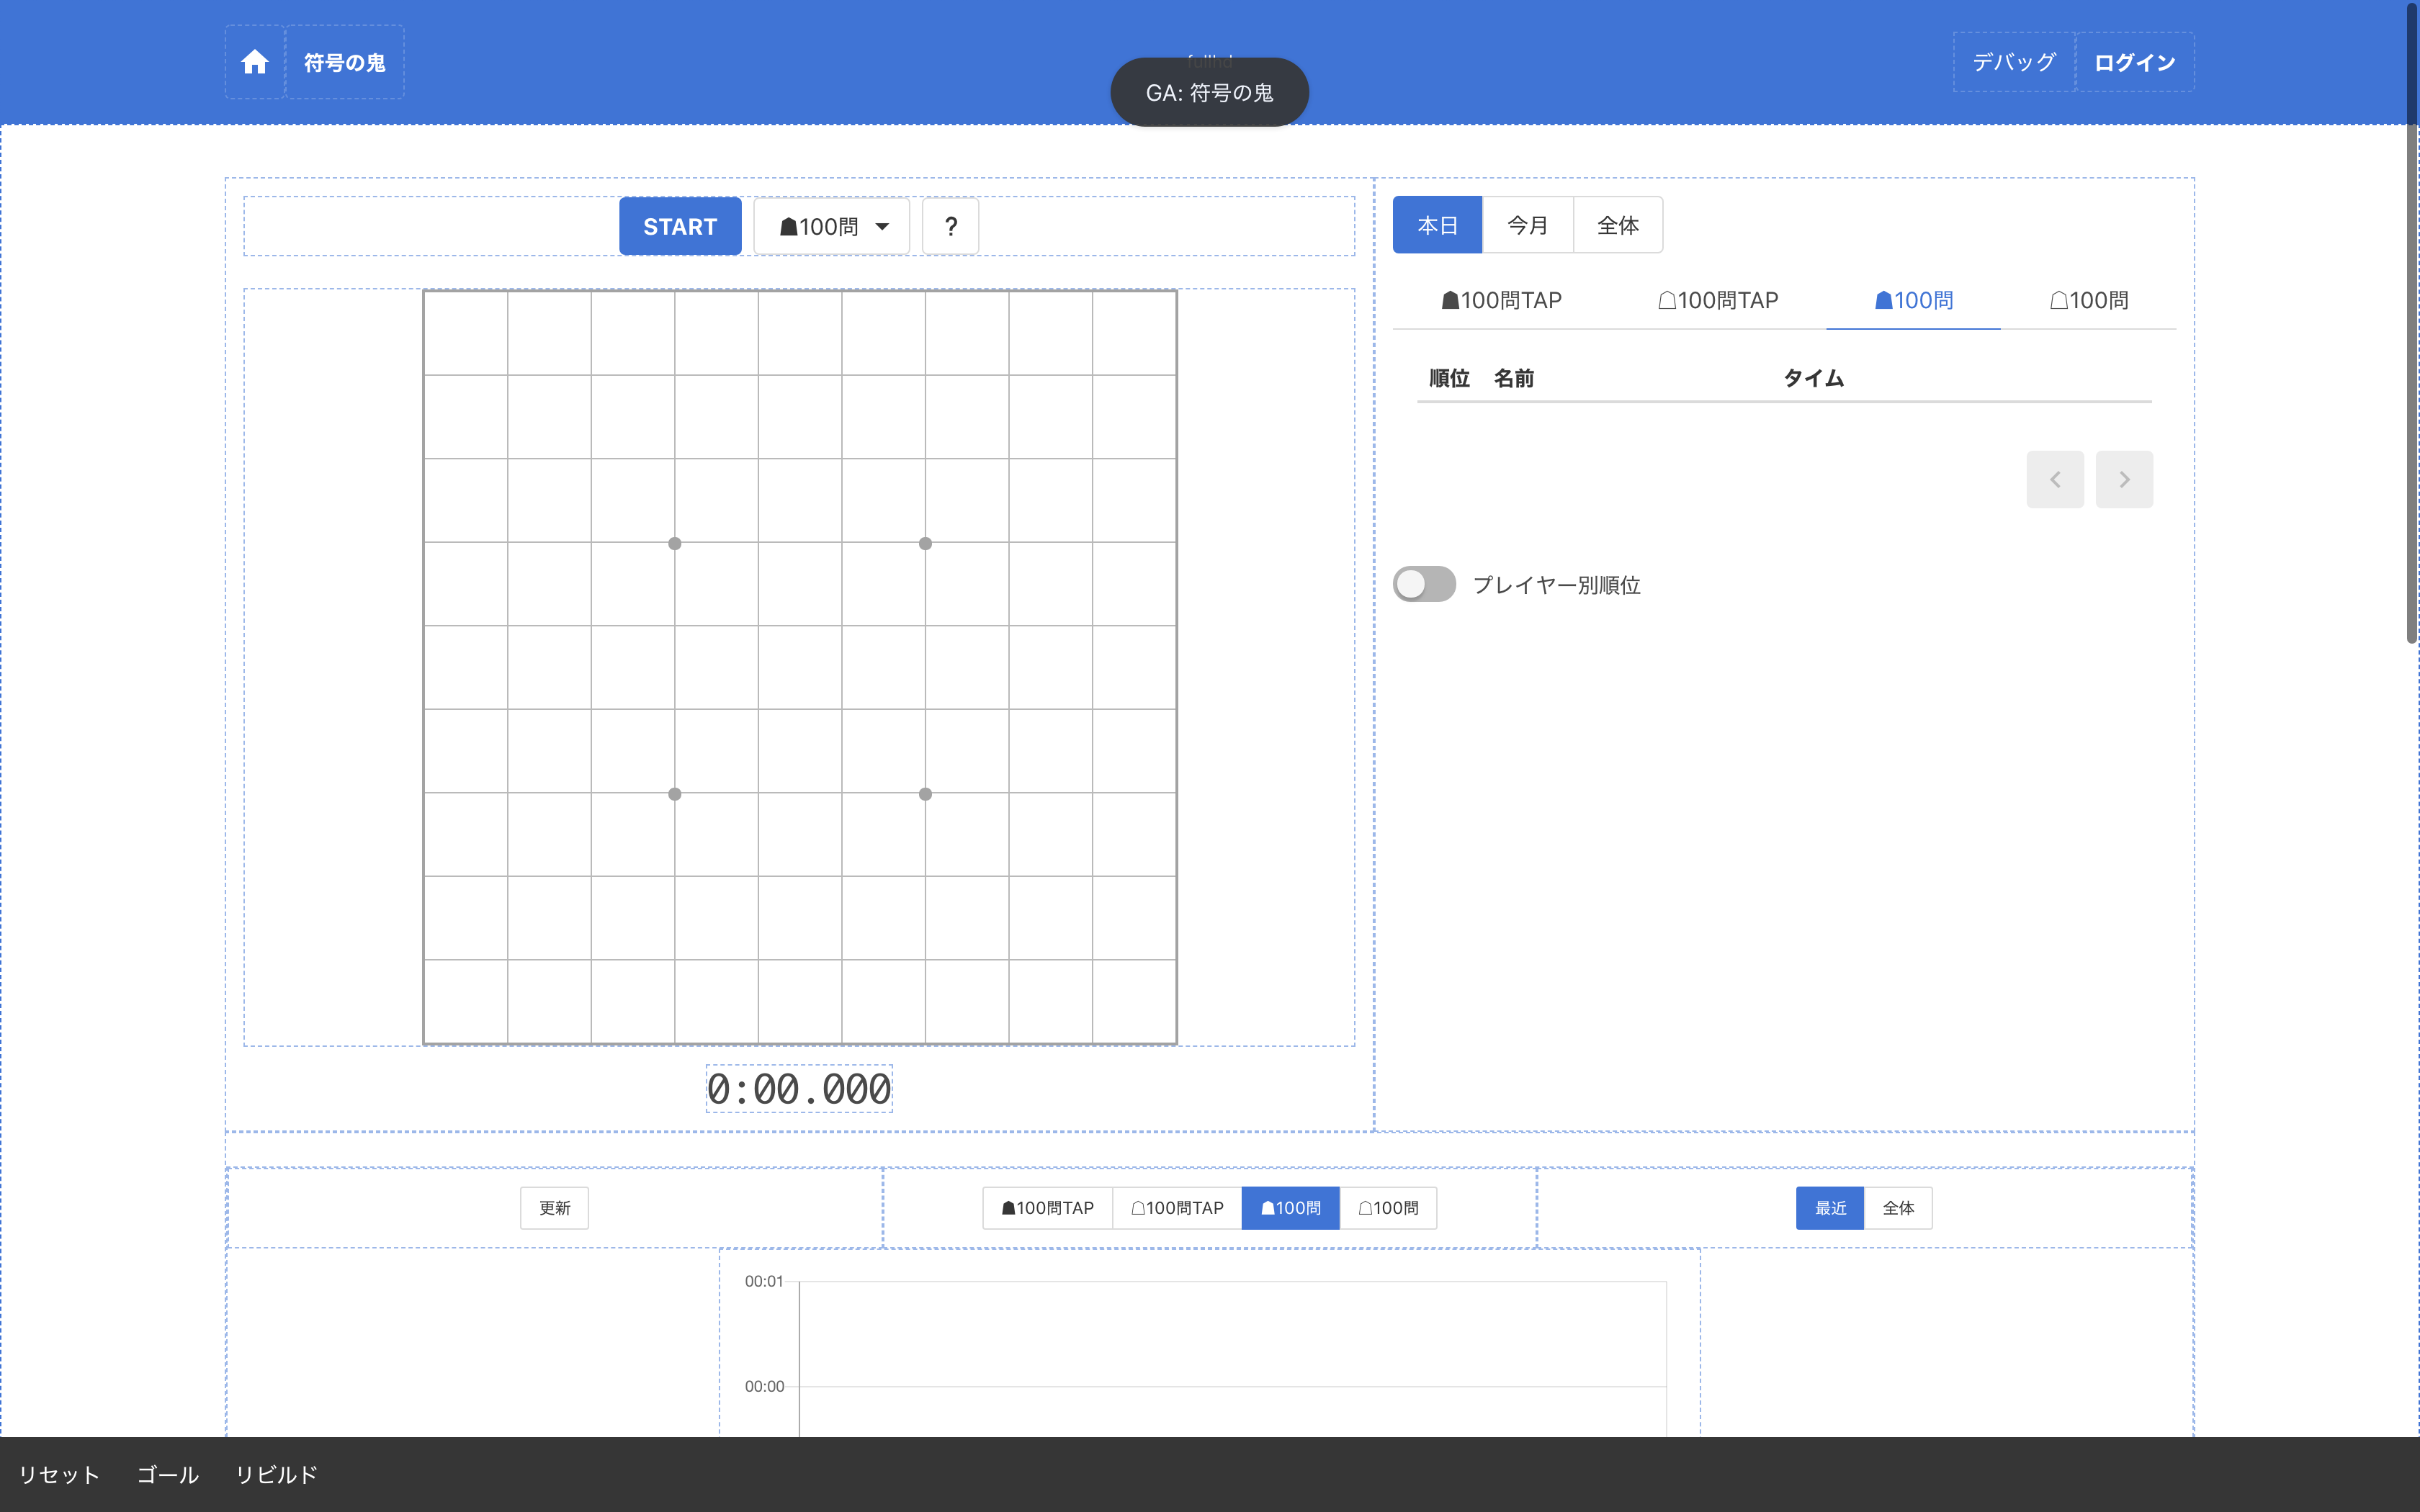 符号の鬼
fullhd
GA: 符号の鬼
デバッグ
ログイン
START
☗100問
?
本日
今月
全体
☗100問TAP
☖100問TAP
☗100問
☖100問
順位
名前
タイム
プレイヤー別順位
0:00.000
更新
☗100問TAP
☖100問TAP
☗100問
☖100問
最近
全体
00:01
00:00
リセット
ゴール
リビルド